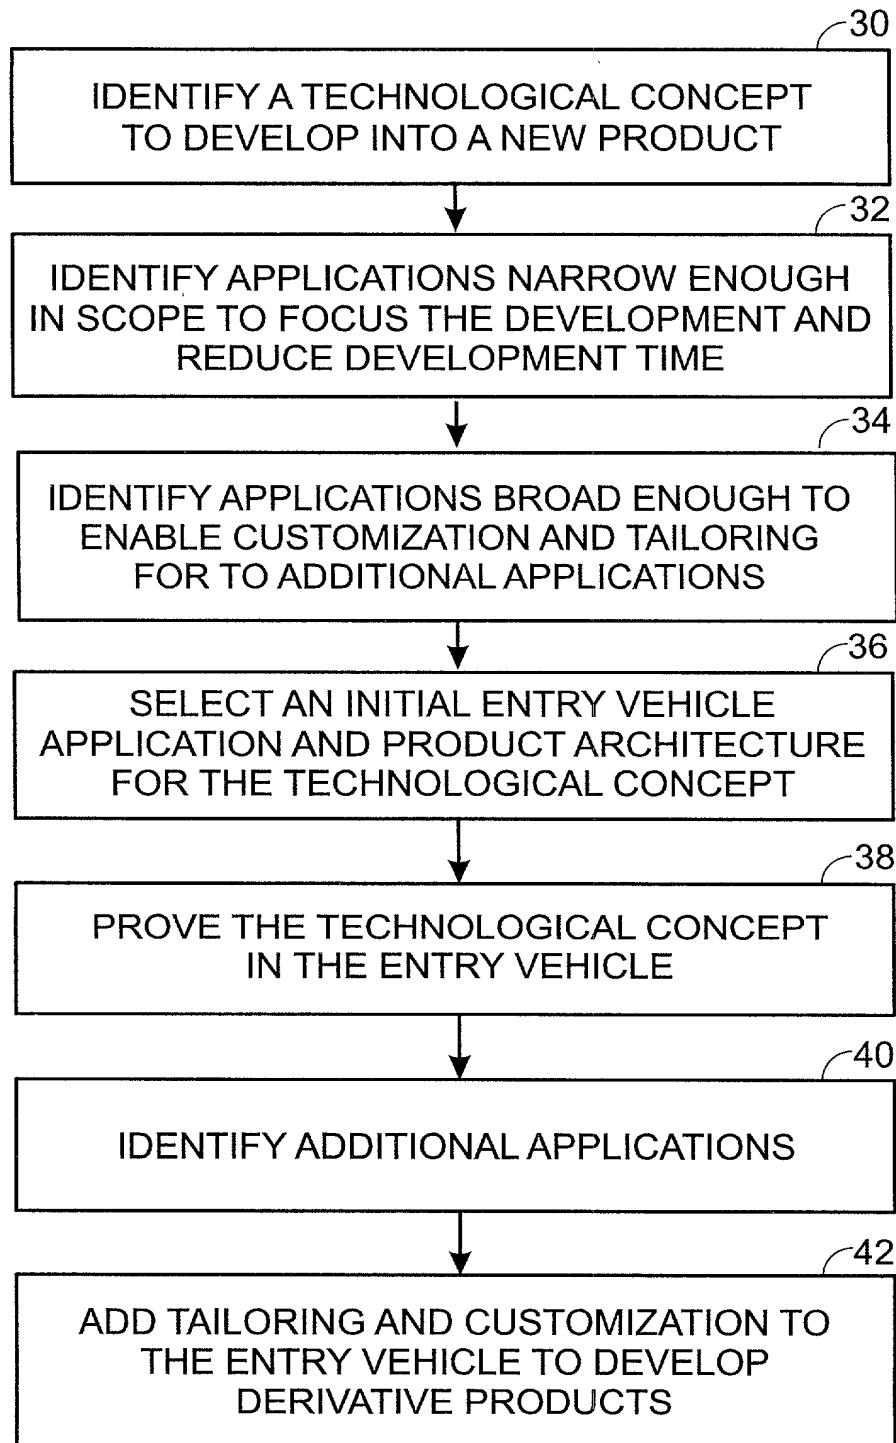 30
IDENTIFY A TECHNOLOGICAL CONCEPT
TO DEVELOP INTO A NEW PRODUCT
32
IDENTIFY APPLICATIONS NARROW ENOUGH
IN SCOPE TO FOCUS THE DEVELOPMENT AND
REDUCE DEVELOPMENT TIME
34
IDENTIFY APPLICATIONS BROAD ENOUGH TO
ENABLE CUSTOMIZATION AND TAILORING
FOR TO ADDITIONAL APPLICATIONS
36
SELECT AN INITIAL ENTRY VEHICLE
APPLICATION AND PRODUCT ARCHITECTURE
FOR THE TECHNOLOGICAL CONCEPT
38
PROVE THE TECHNOLOGICAL CONCEPT
IN THE ENTRY VEHICLE
40
IDENTIFY ADDITIONAL APPLICATIONS
42
ADD TAILORING AND CUSTOMIZATION TO
THE ENTRY VEHICLE TO DEVELOP
DERIVATIVE PRODUCTS